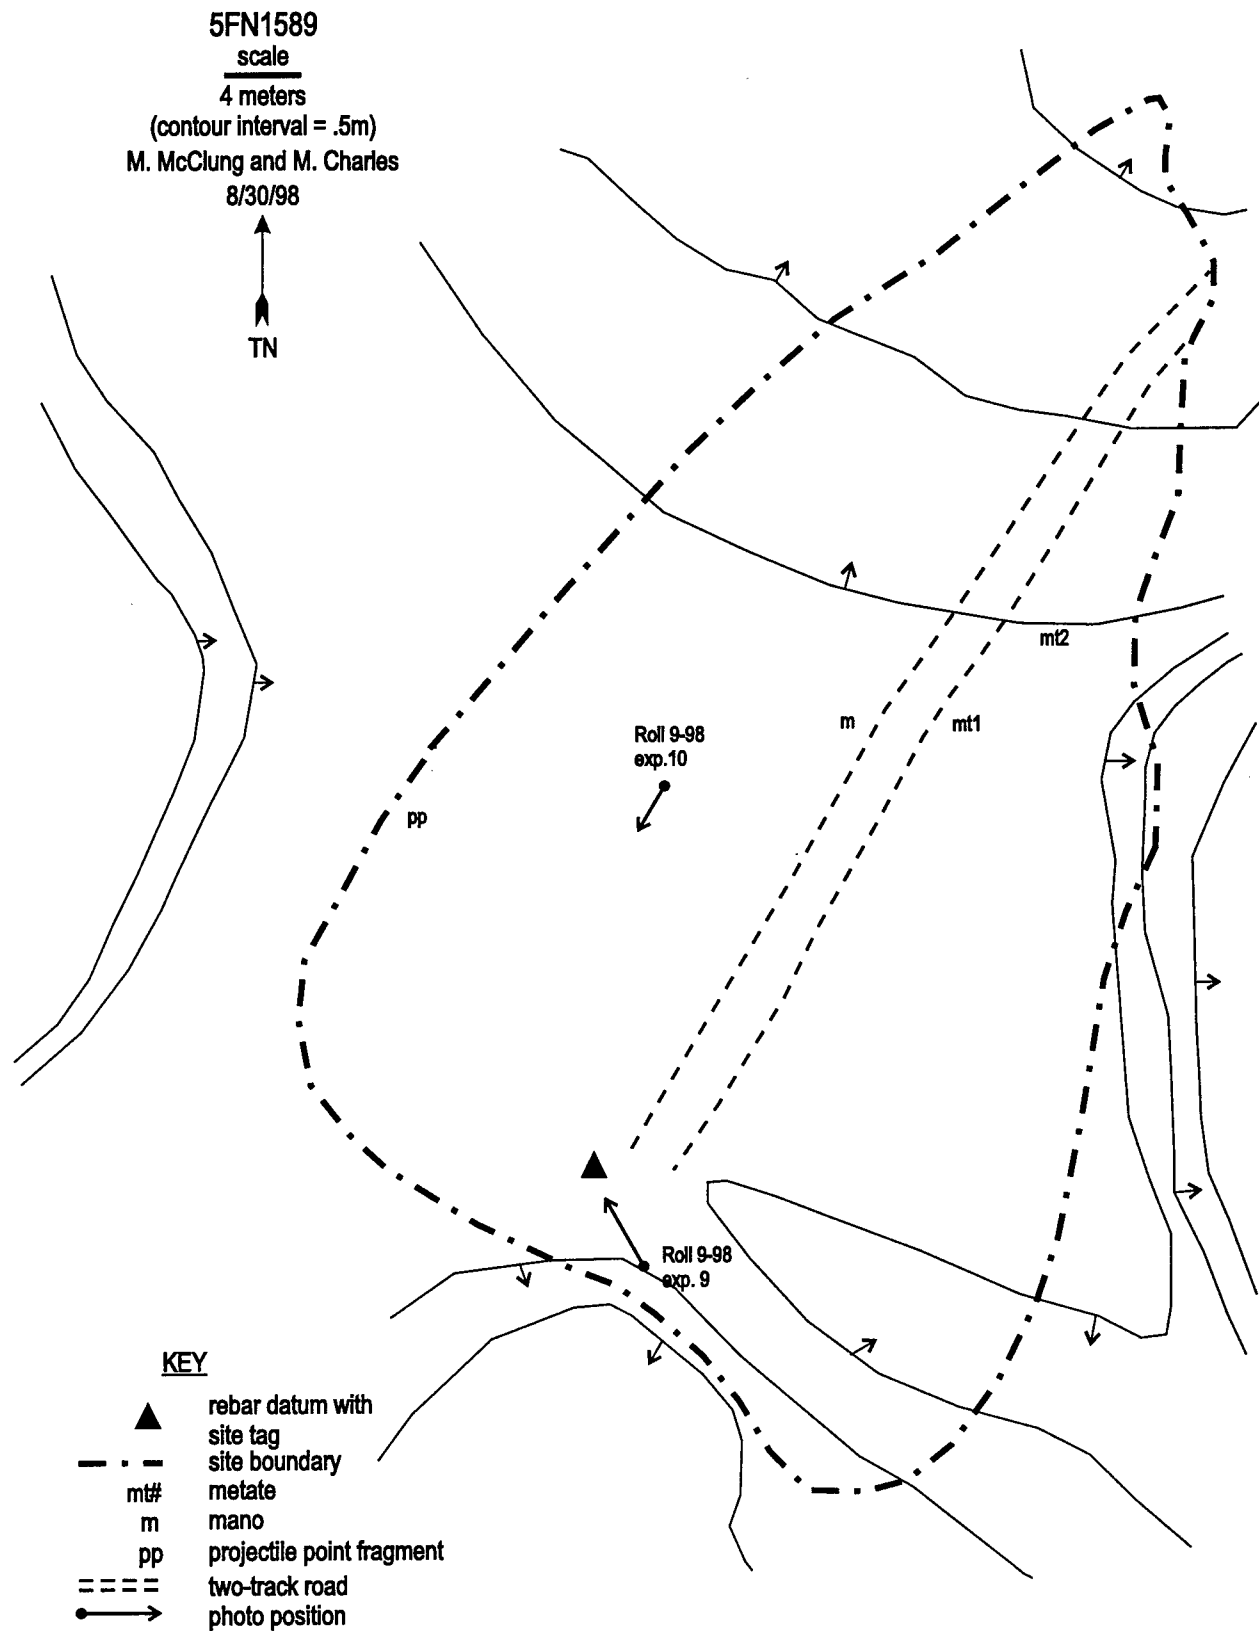 5FN1589
scale
4 meters
(contour interval = .5m)
M. McClung and M. Charles
8/30/98
TN
mt2
m
mt1
Roll 9-98
exp.10
pp
Roll 9-98
exp. 9
KEY
rebar datum with
site tag
site boundary
mt# metate
m mano
pp projectile point fragment
two-track road
photo position